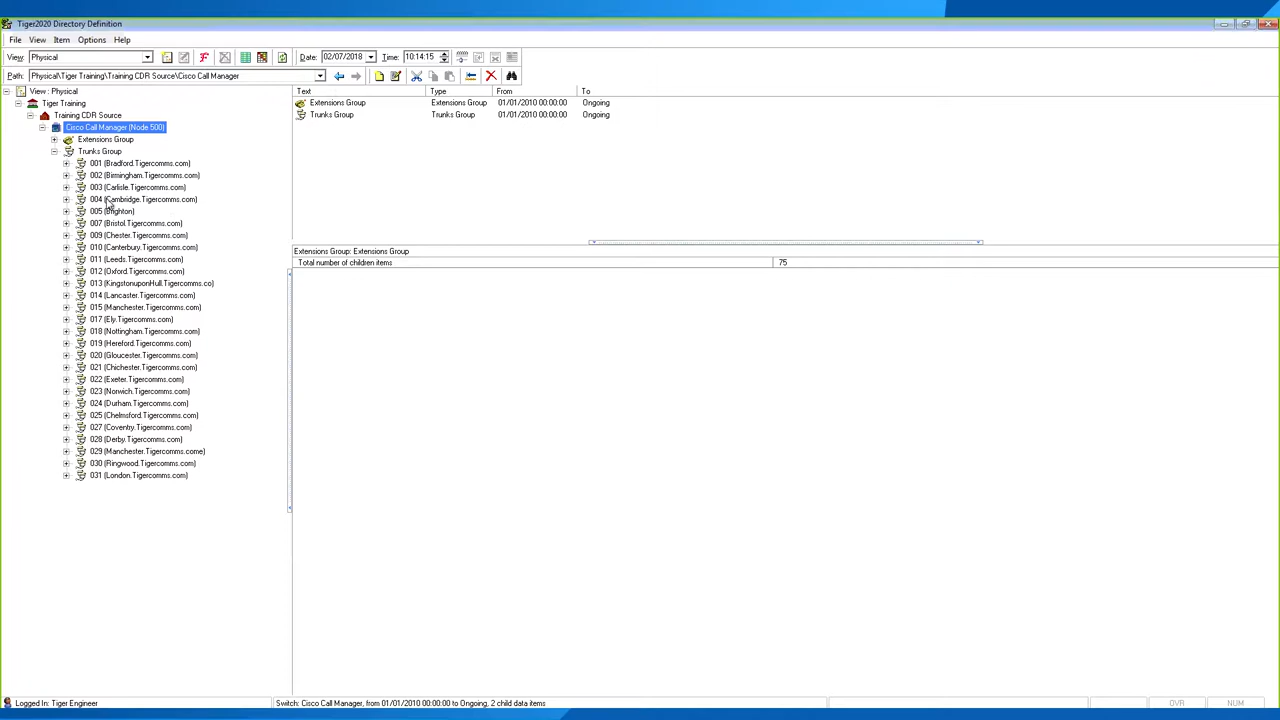 Tiger2020 Directory Definition
File View Item Options Help
View: Physical Date: 02/07/2018 Time: 10:14:15
Path: Physical\Tiger Training\Training CDR Source\Cisco Call Manager
View : Physical
Tiger Training
Training CDR Source
Cisco Call Manager (Node 500)
Extensions Group
Trunks Group
001 (Bradford.Tigercomms.com)
002 (Birmingham.Tigercomms.com)
003 (Carlisle.Tigercomms.com)
004 (Cambridge.Tigercomms.com)
005 (Brighton)
007 (Bristol.Tigercomms.com)
009 (Chester.Tigercomms.com)
010 (Canterbury.Tigercomms.com)
011 (Leeds.Tigercomms.com)
012 (Oxford.Tigercomms.com)
013 (KingstonuponHull.Tigercomms.co)
014 (Lancaster.Tigercomms.com)
015 (Manchester.Tigercomms.com)
017 (Ely.Tigercomms.com)
018 (Nottingham.Tigercomms.com)
019 (Hereford.Tigercomms.com)
020 (Gloucester.Tigercomms.com)
021 (Chichester.Tigercomms.com)
022 (Exeter.Tigercomms.com)
023 (Norwich.Tigercomms.com)
024 (Durham.Tigercomms.com)
025 (Chelmsford.Tigercomms.com)
027 (Coventry.Tigercomms.com)
028 (Derby.Tigercomms.com)
029 (Manchester.Tigercomms.come)
030 (Ringwood.Tigercomms.com)
031 (London.Tigercomms.com)
Text Type From To
Extensions Group Extensions Group 01/01/2010 00:00:00 Ongoing
Trunks Group Trunks Group 01/01/2010 00:00:00 Ongoing
Extensions Group: Extensions Group
Total number of children items 75
Logged In: Tiger Engineer Switch: Cisco Call Manager, from 01/01/2010 00:00:00 to Ongoing, 2 child data items OVR NUM